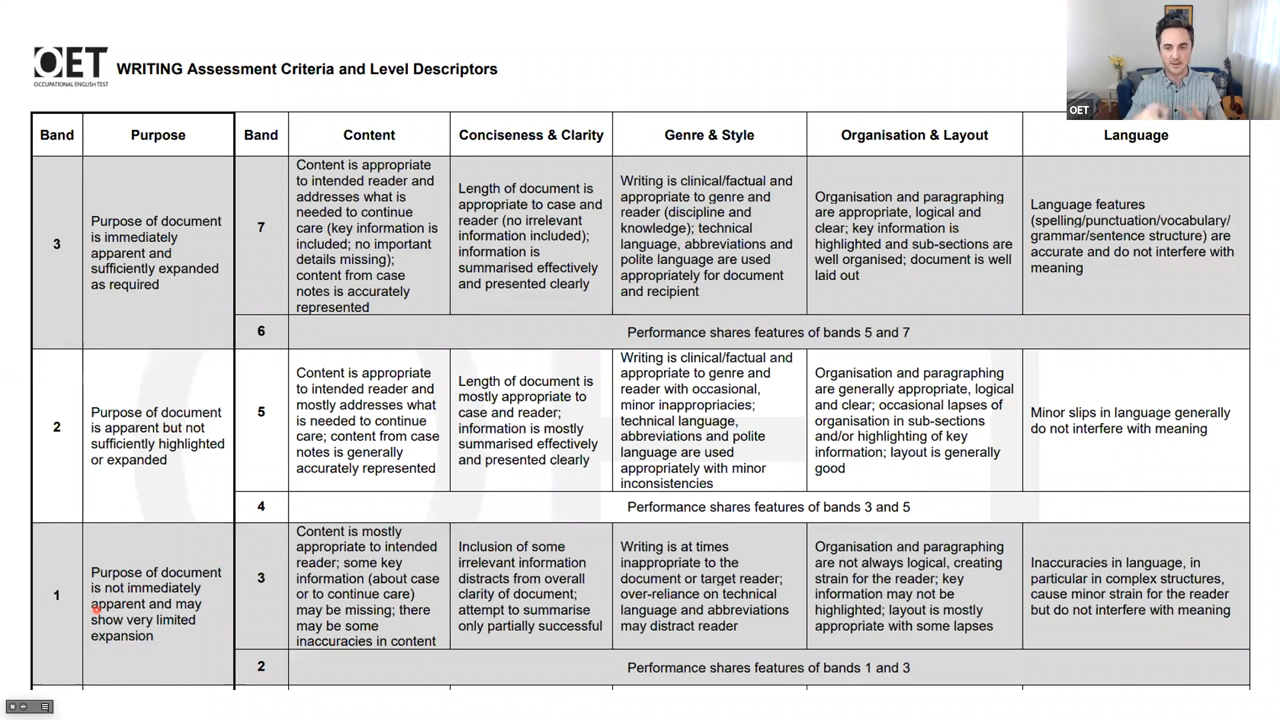 OET
OCCUPATIONAL ENGLISH TEST
WRITING Assessment Criteria and Level Descriptors
OET
Band
Purpose
Band
Content
Conciseness & Clarity
Genre & Style
Organisation & Layout
Language
3
Purpose of document
is immediately
apparent and
sufficiently expanded
as required
7
Content is appropriate
to intended reader and
addresses what is
needed to continue
care (key information is
included; no important
details missing);
content from case
notes is accurately
represented
Length of document is
appropriate to case and
reader (no irrelevant
information included);
information is
summarised effectively
and presented clearly
Writing is clinical/factual and
appropriate to genre and
reader (discipline and
knowledge); technical
language, abbreviations and
polite language are used
appropriately for document
and recipient
Organisation and paragraphing
are appropriate, logical and
clear; key information is
highlighted and sub-sections are
well organised; document is well
laid out
Language features
(spelling/punctuation/vocabulary/
grammar/sentence structure) are
accurate and do not interfere with
meaning
6
Performance shares features of bands 5 and 7
2
Purpose of document
is apparent but not
sufficiently highlighted
or expanded
5
Content is appropriate
to intended reader and
mostly addresses what
is needed to continue
care; content from case
notes is generally
accurately represented
Length of document is
mostly appropriate to
case and reader;
information is mostly
summarised effectively
and presented clearly
Writing is clinical/factual and
appropriate to genre and
reader with occasional,
minor inappropriacies;
technical language,
abbreviations and polite
language are used
appropriately with minor
inconsistencies
Organisation and paragraphing
are generally appropriate, logical
and clear; occasional lapses of
organisation in sub-sections
and/or highlighting of key
information; layout is generally
good
Minor slips in language generally
do not interfere with meaning
4
Performance shares features of bands 3 and 5
1
Purpose of document
is not immediately
apparent and may
show very limited
expansion
3
Content is mostly
appropriate to intended
reader; some key
information (about case
or to continue care)
may be missing; there
may be some
inaccuracies in content
Inclusion of some
irrelevant information
distracts from overall
clarity of document;
attempt to summarise
only partially successful
Writing is at times
inappropriate to the
document or target reader;
over-reliance on technical
language and abbreviations
may distract reader
Organisation and paragraphing
are not always logical, creating
strain for the reader; key
information may not be
highlighted; layout is mostly
appropriate with some lapses
Inaccuracies in language, in
particular in complex structures,
cause minor strain for the reader
but do not interfere with meaning
2
Performance shares features of bands 1 and 3